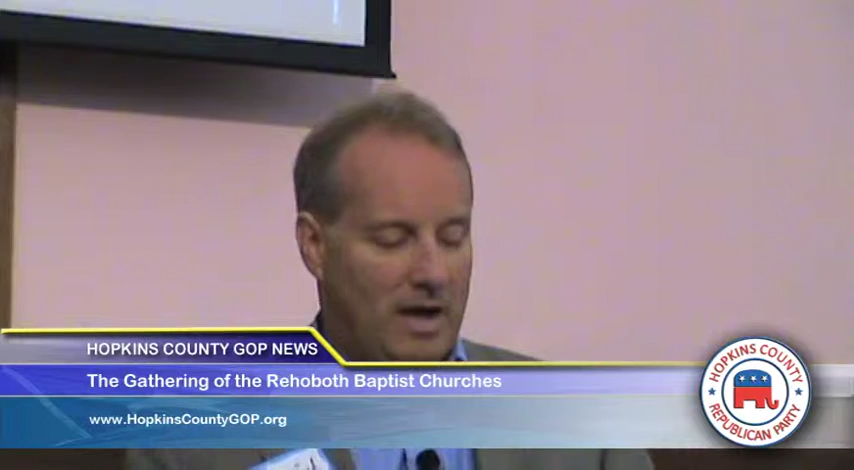 HOPKINS COUNTY GOP NEWS
The Gathering of the Rehoboth Baptist Churches
www.HopkinsCountyGOP.org
HOPKINS COUNTY
REPUBLICAN PARTY